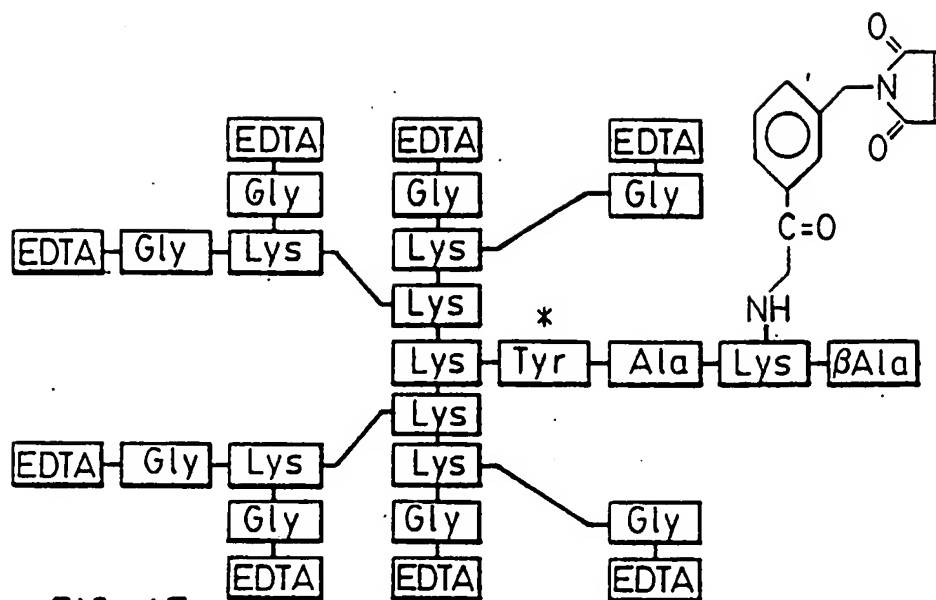 O
N
O
EDTA EDTA EDTA
Gly Gly Gly
C=O
EDTA Gly Lys Lys
Lys
NH
*
Lys Tyr Ala Lys βAla
Lys
EDTA Gly Lys Lys
Gly Gly Gly
EDTA EDTA EDTA